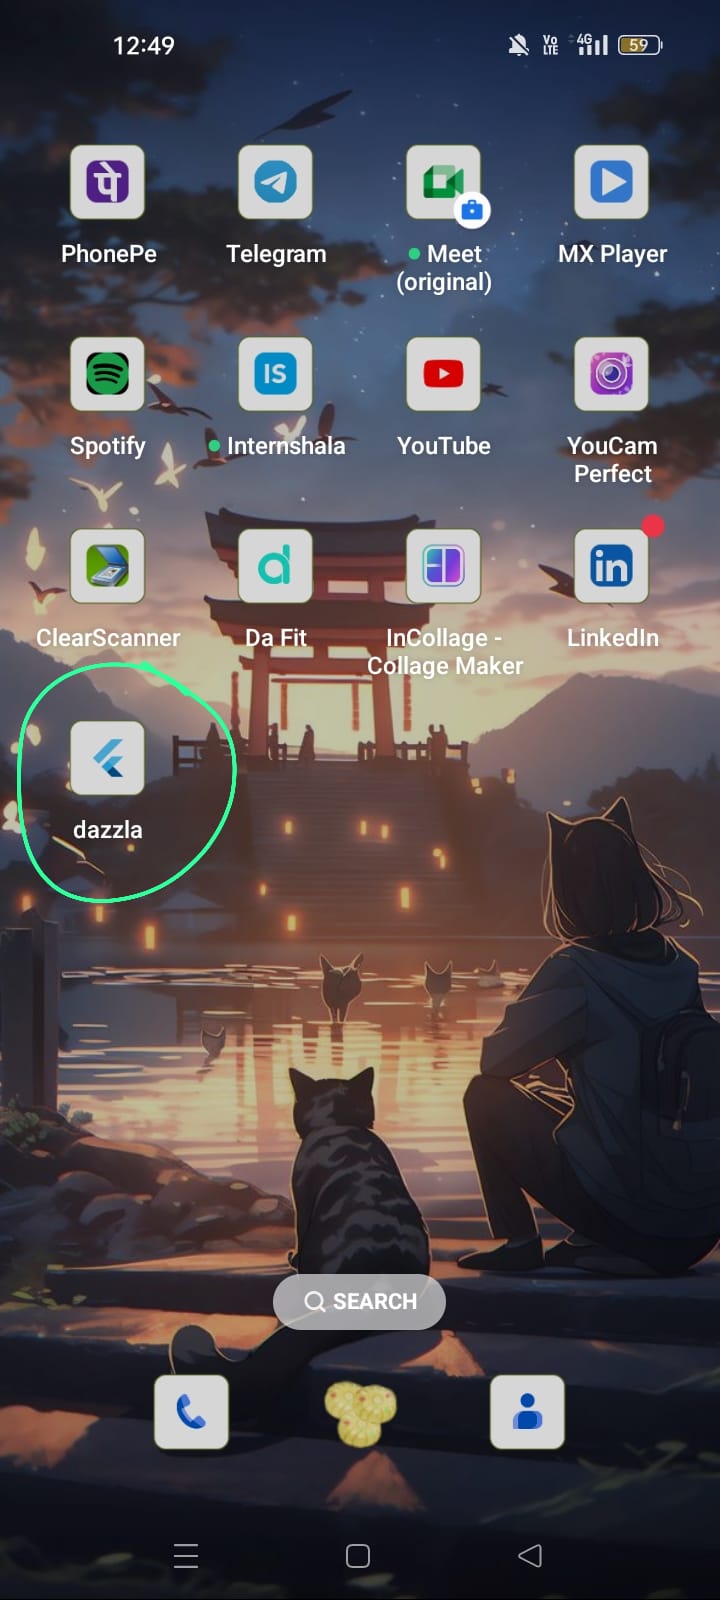 12:49
Vo
LTE
4G
59
पे
PhonePe
Telegram
Meet
(original)
MX Player
Spotify
IS
Internshala
YouTube
YouCam
Perfect
ClearScanner
d
Da Fit
InCollage -
Collage Maker
in
LinkedIn
dazzla
SEARCH